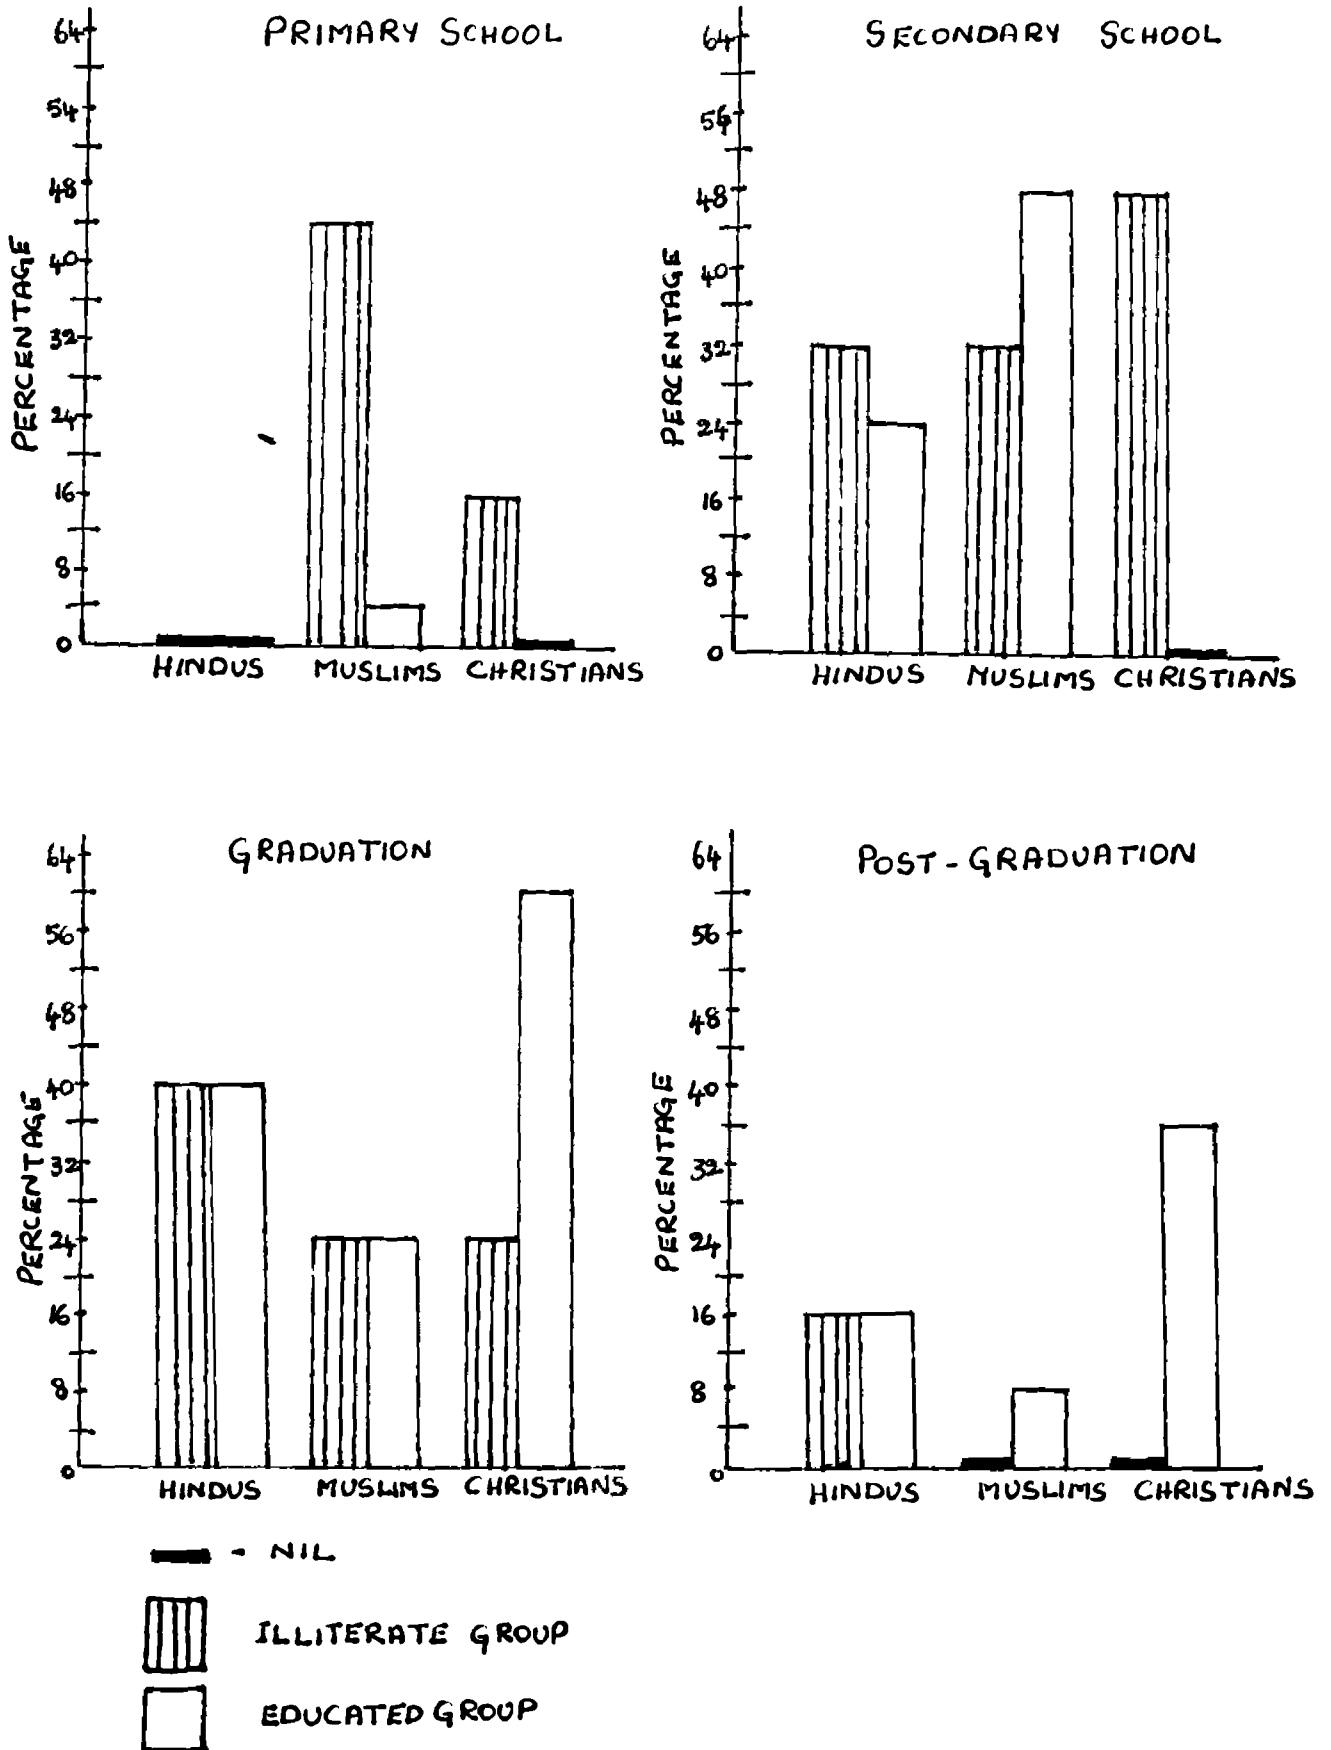 PRIMARY SCHOOL
64
54
48
40
32
24
16
8
0
PERCENTAGE
HINDUS MUSLIMS CHRISTIANS
SECONDARY SCHOOL
64
56
48
40
32
24
16
8
0
PERCENTAGE
HINDUS MUSLIMS CHRISTIANS
GRADUATION
64
56
48
40
32
24
16
8
0
PERCENTAGE
HINDUS MUSLIMS CHRISTIANS
POST-GRADUATION
64
56
48
40
32
24
16
8
0
PERCENTAGE
HINDUS MUSLIMS CHRISTIANS
- NIL
ILLITERATE GROUP
EDUCATED GROUP